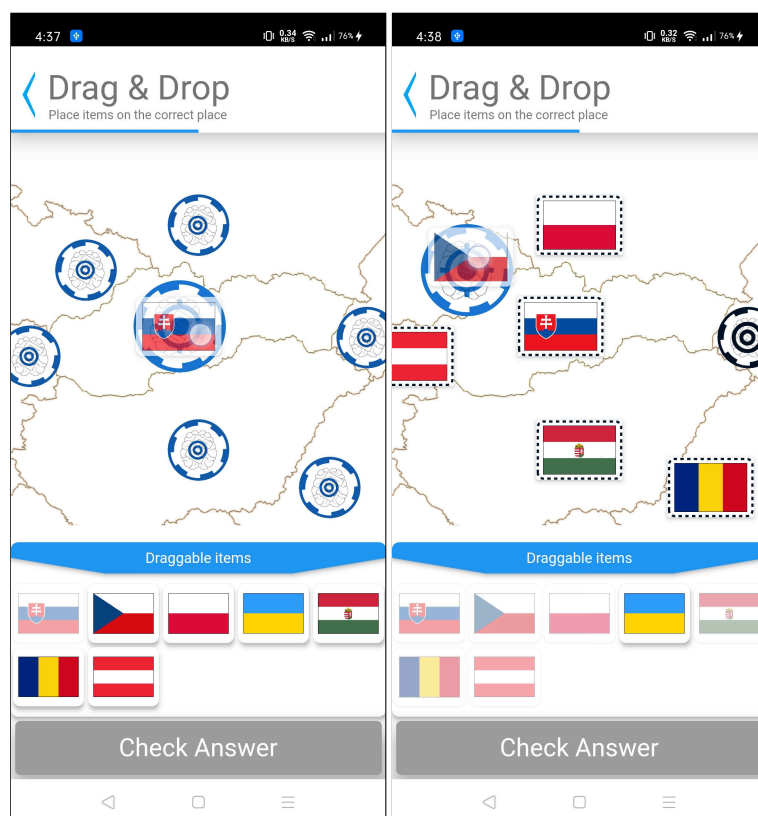 4:37
0.34
KB/S
76%
Drag & Drop
Place items on the correct place
Draggable items
Check Answer
4:38
0.32
KB/S
76%
Drag & Drop
Place items on the correct place
Draggable items
Check Answer